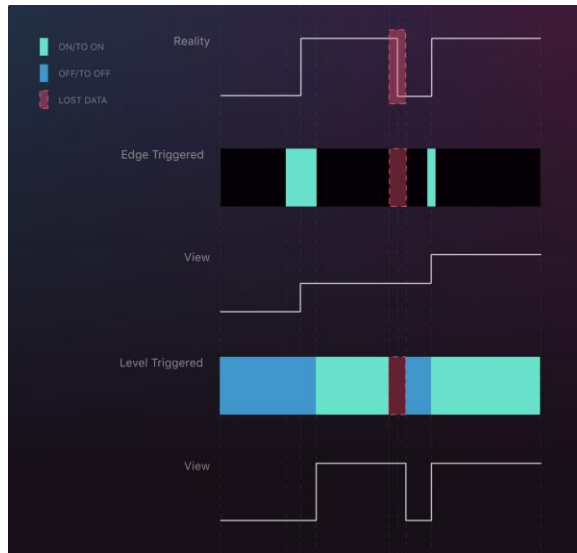 Reality
ON/TO ON
OFF/TO OFF
LOST DATA
Edge Triggered
View
Level Triggered
View